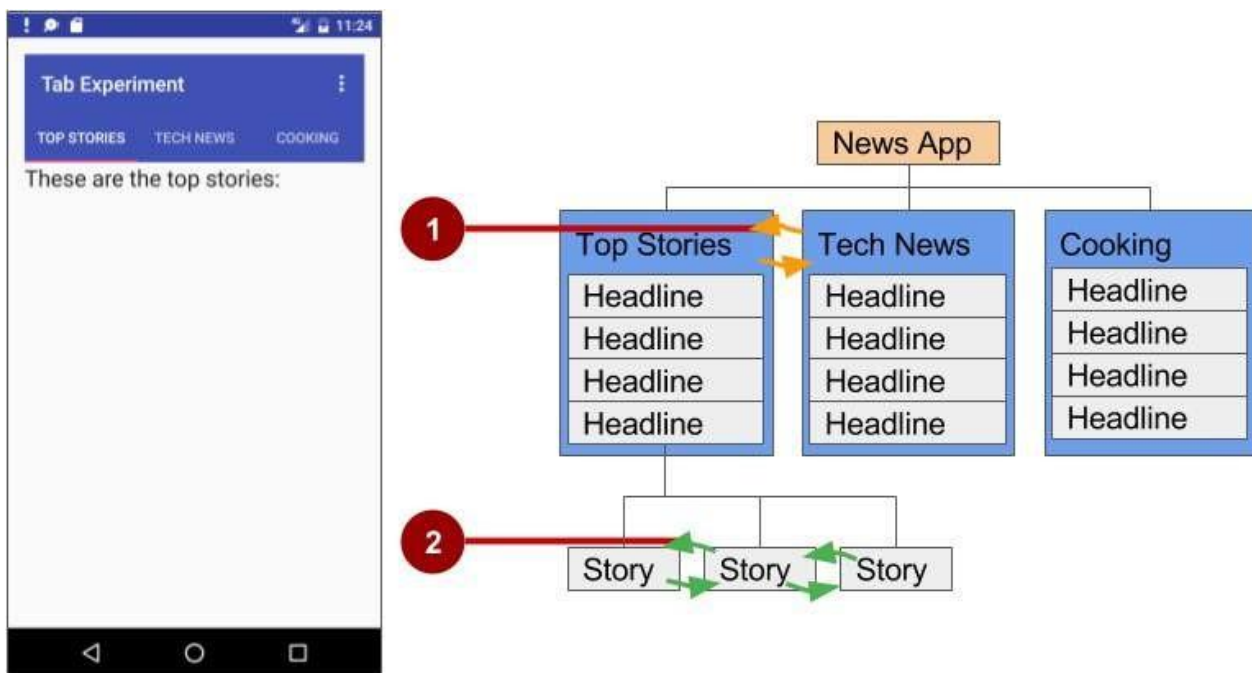 11:24
Tab Experiment
TOP STORIES TECH NEWS COOKING
These are the top stories:
News App
1
Top Stories
Headline
Headline
Headline
Headline
Tech News
Headline
Headline
Headline
Headline
Cooking
Headline
Headline
Headline
Headline
2
Story
Story
Story